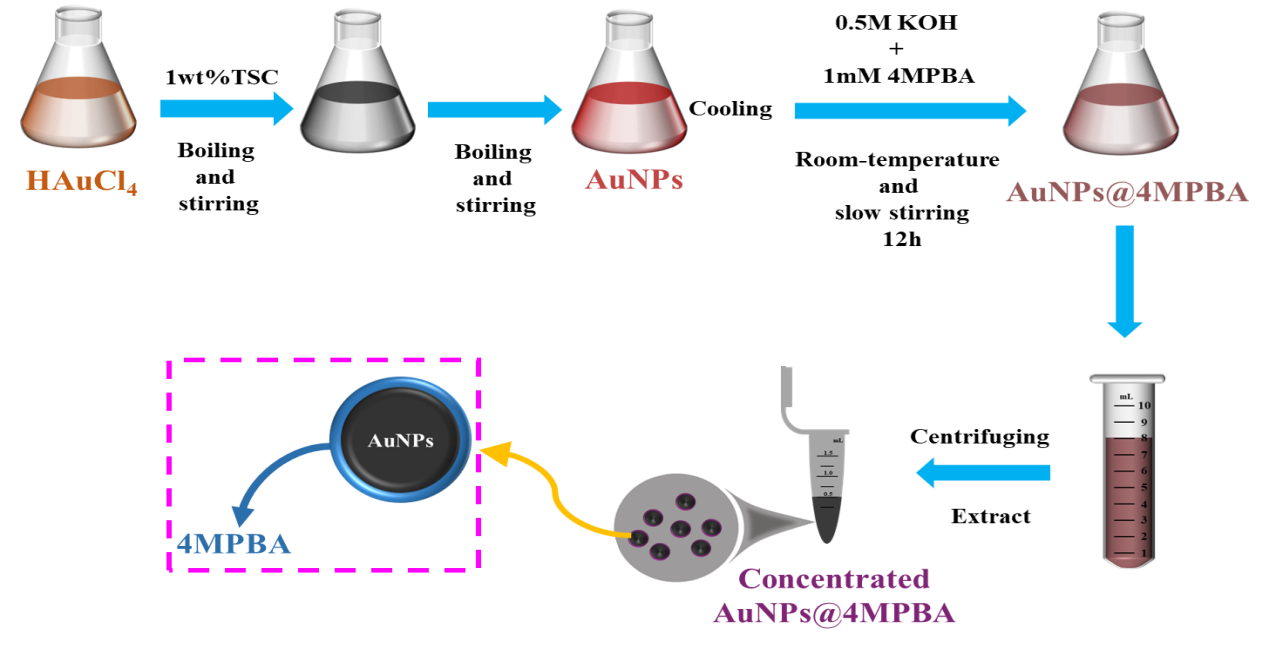 1wt%TSC
Boiling
and
stirring
HAuCl4
Boiling
and
stirring
AuNPs
Cooling
0.5M KOH
+
1mM 4MPBA
Room-temperature
and
slow stirring
12h
AuNPs@4MPBA
mL
10
9
8
7
6
5
4
3
2
1
Centrifuging
Extract
mL
1.5
1.0
0.5
Concentrated
AuNPs@4MPBA
AuNPs
4MPBA